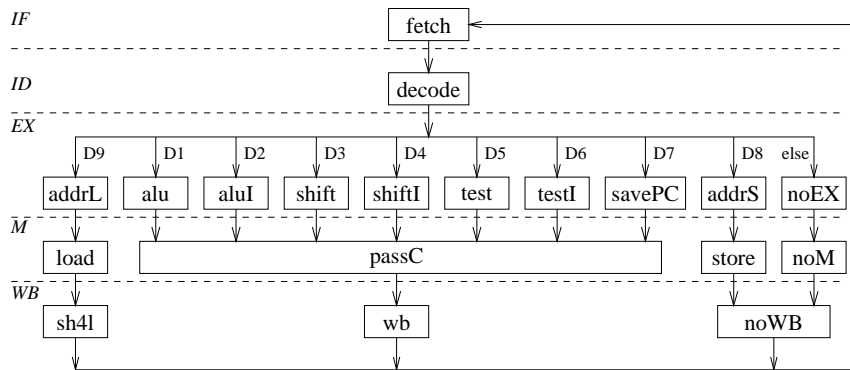 IF
fetch
ID
decode
EX
D9 D1 D2 D3 D4 D5 D6 D7 D8 else
addrL alu aluI shift shiftI test testI savePC addrS noEX
M
load passC store noM
WB
sh4l wb noWB